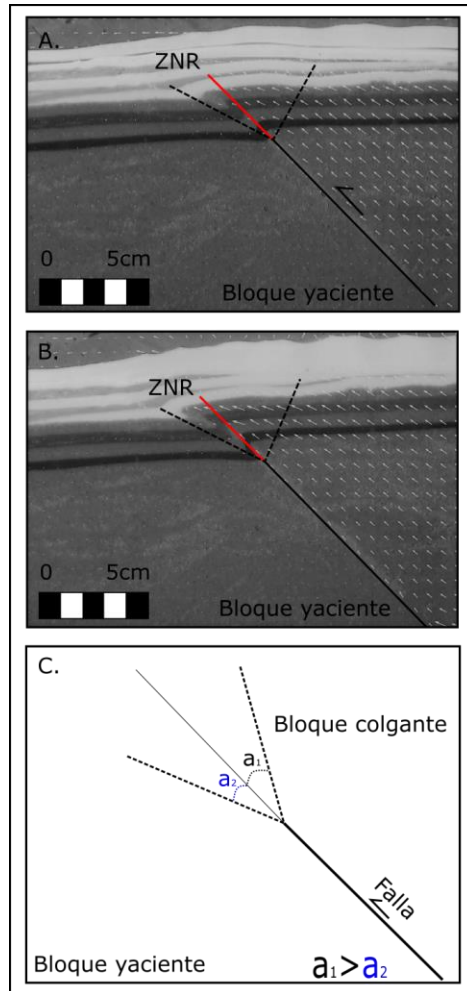 A.
ZNR
0 5cm
Bloque yaciente
B.
ZNR
0 5cm
Bloque yaciente
C.
Bloque colgante
a₁
a₂
Falla
Bloque yaciente
a₁>a₂